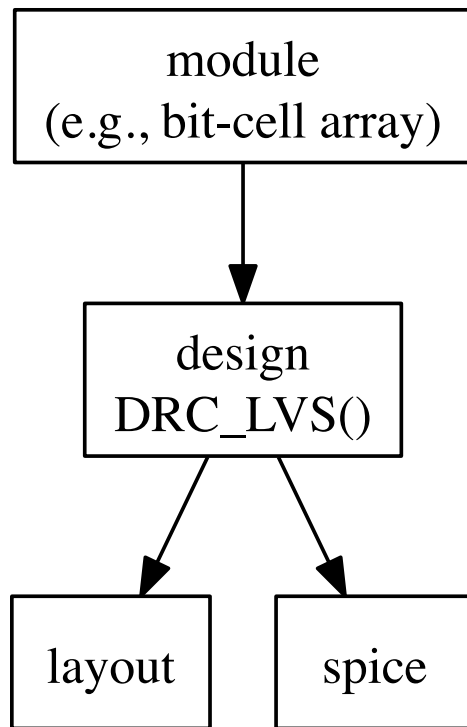 module
(e.g., bit-cell array)
design
DRC_LVS()
layout
spice